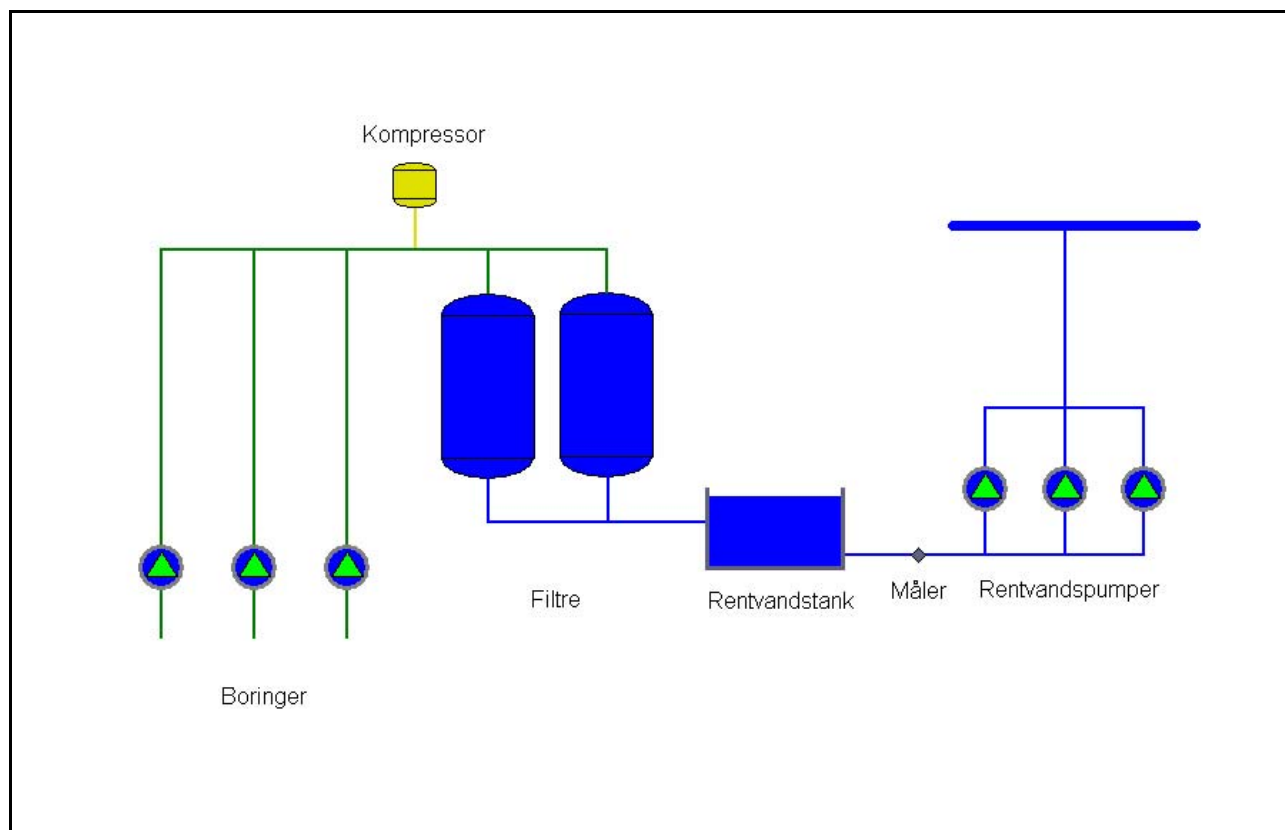 Kompressor
Filtre
Rentvandstank
Måler
Rentvandspumper
Boringer